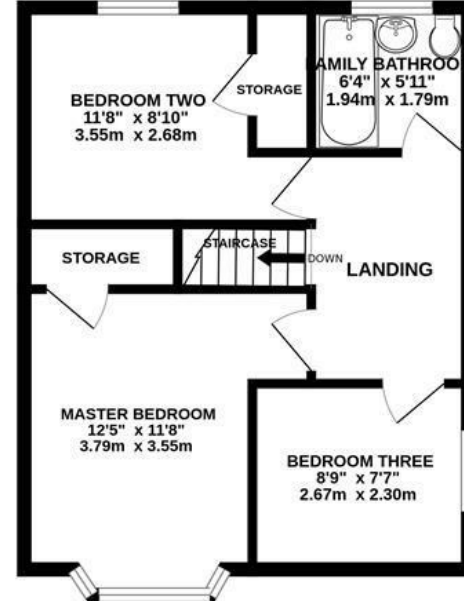 FAMILY BATHROO
6'4" x 5'11"
1.94m x 1.79m
STORAGE
BEDROOM TWO
11'8" x 8'10"
3.55m x 2.68m
STAIRCASE
DOWN
STORAGE
LANDING
MASTER BEDROOM
12'5" x 11'8"
3.79m x 3.55m
BEDROOM THREE
8'9" x 7'7"
2.67m x 2.30m